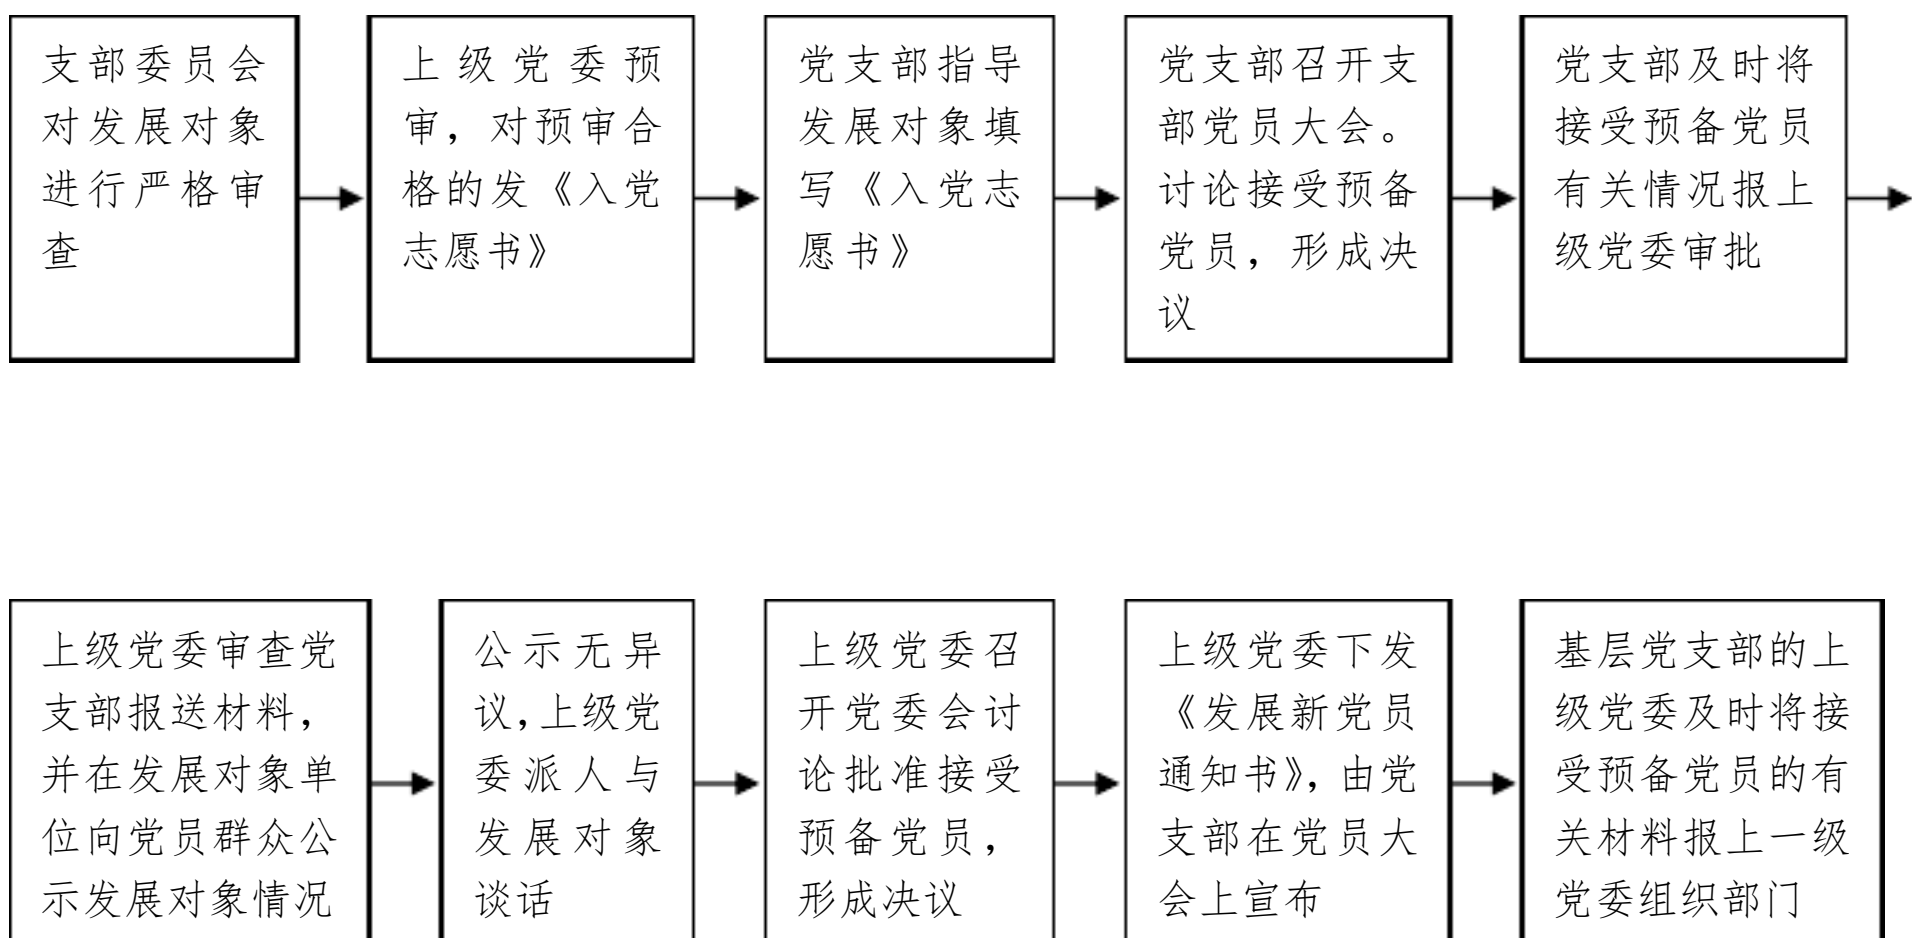 支部委员会
对发展对象
进行严格审
查
上级党委预
审，对预审合
格的发《入党
志愿书》
党支部指导
发展对象填
写《入党志
愿书》
党支部召开支
部党员大会。
讨论接受预备
党员，形成决
议
党支部及时将
接受预备党员
有关情况报上
级党委审批
上级党委审查党
支部报送材料，
并在发展对象单
位向党员群众公
示发展对象情况
公示无异
议，上级党
委派人与
发展对象
谈话
上级党委召
开党委会讨
论批准接受
预备党员，
形成决议
上级党委下发
《发展新党员
通知书》，由党
支部在党员大
会上宣布
基层党支部的上
级党委及时将接
受预备党员的有
关材料报上一级
党委组织部门